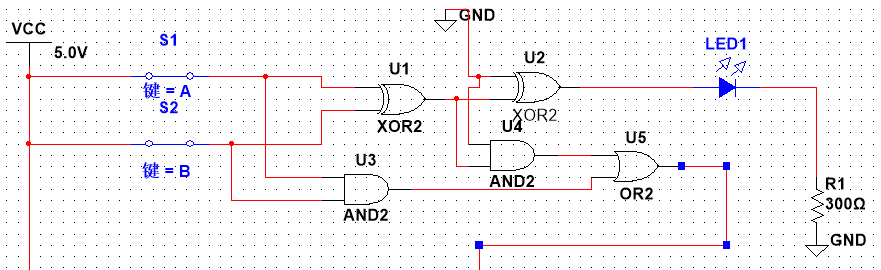 VCC
5.0V
S1
键 = A
S2
键 = B
GND
U1
XOR2
U2
XOR2
LED1
U3
AND2
U4
AND2
U5
OR2
R1
300Ω
GND